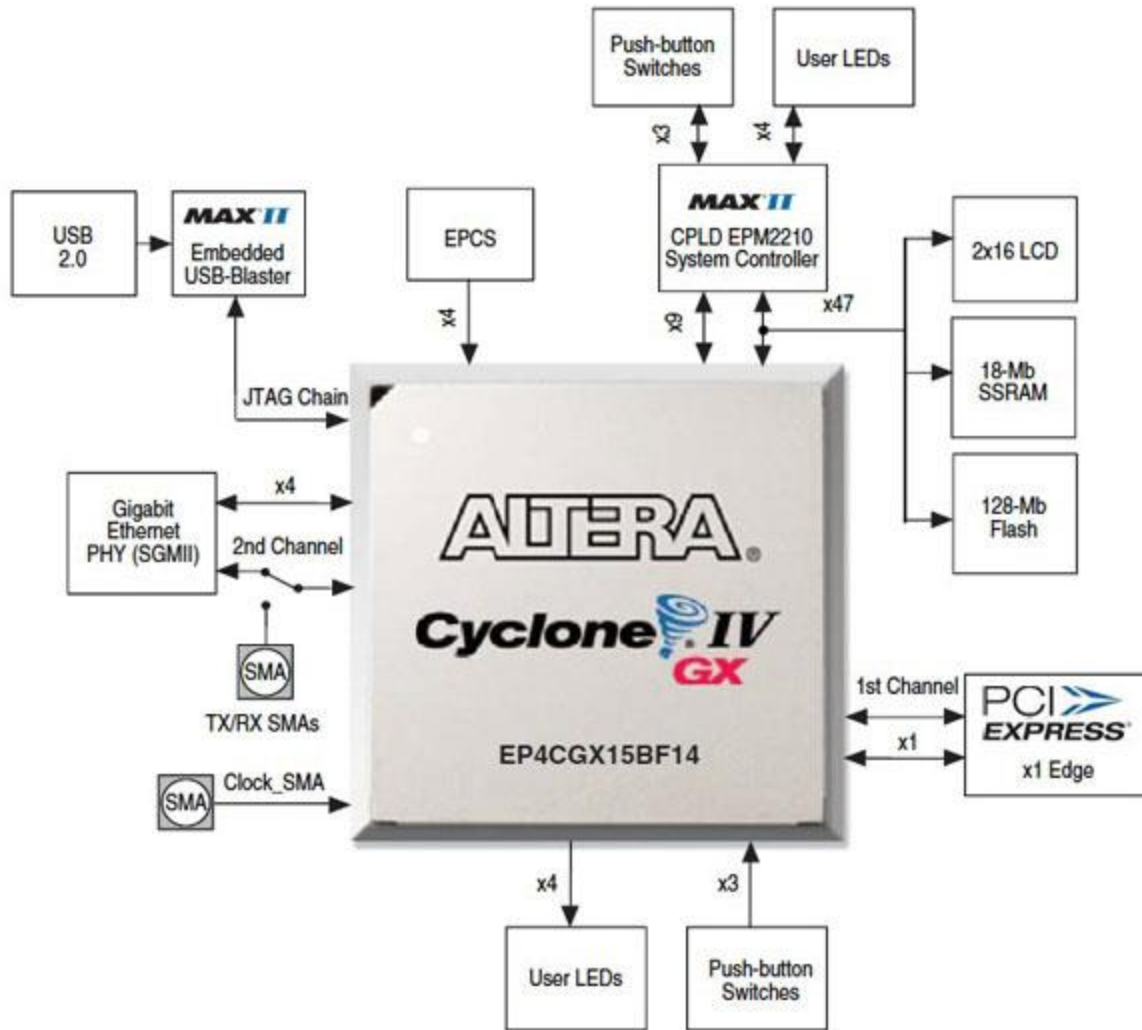 Push-button
Switches
User LEDs
x3
x4
USB
2.0
MAX II
Embedded
USB-Blaster
EPCS
MAX II
CPLD EPM2210
System Controller
2x16 LCD
x4
x9
x47
18-Mb
SSRAM
JTAG Chain
128-Mb
Flash
Gigabit
Ethernet
PHY (SGMII)
x4
2nd Channel
ALTERA®
Cyclone® IV
GX
SMA
TX/RX SMAs
1st Channel
x1
PCI
EXPRESS®
x1 Edge
EP4CGX15BF14
SMA
Clock_SMA
x4
x3
User LEDs
Push-button
Switches